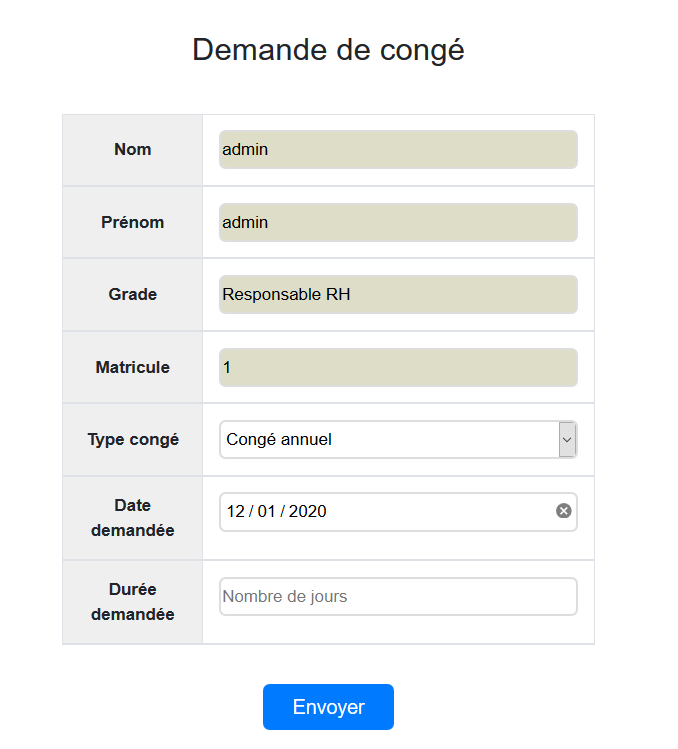 Demande de congé
Nom admin
Prénom admin
Grade Responsable RH
Matricule 1
Type congé Congé annuel
Date
demandée
12 / 01 / 2020
Durée
demandée
Nombre de jours
Envoyer